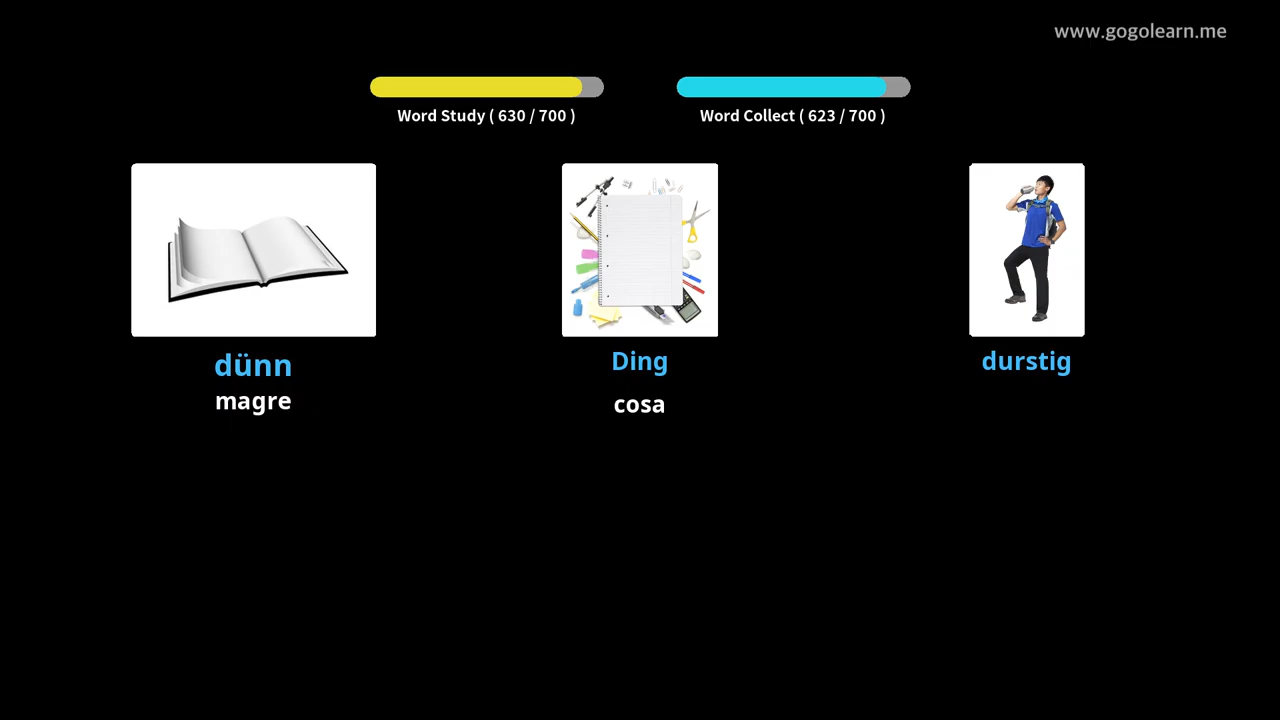 www.gogolearn.me
Word Study ( 630 / 700 )
Word Collect ( 623 / 700 )
dünn
magre
Ding
cosa
durstig